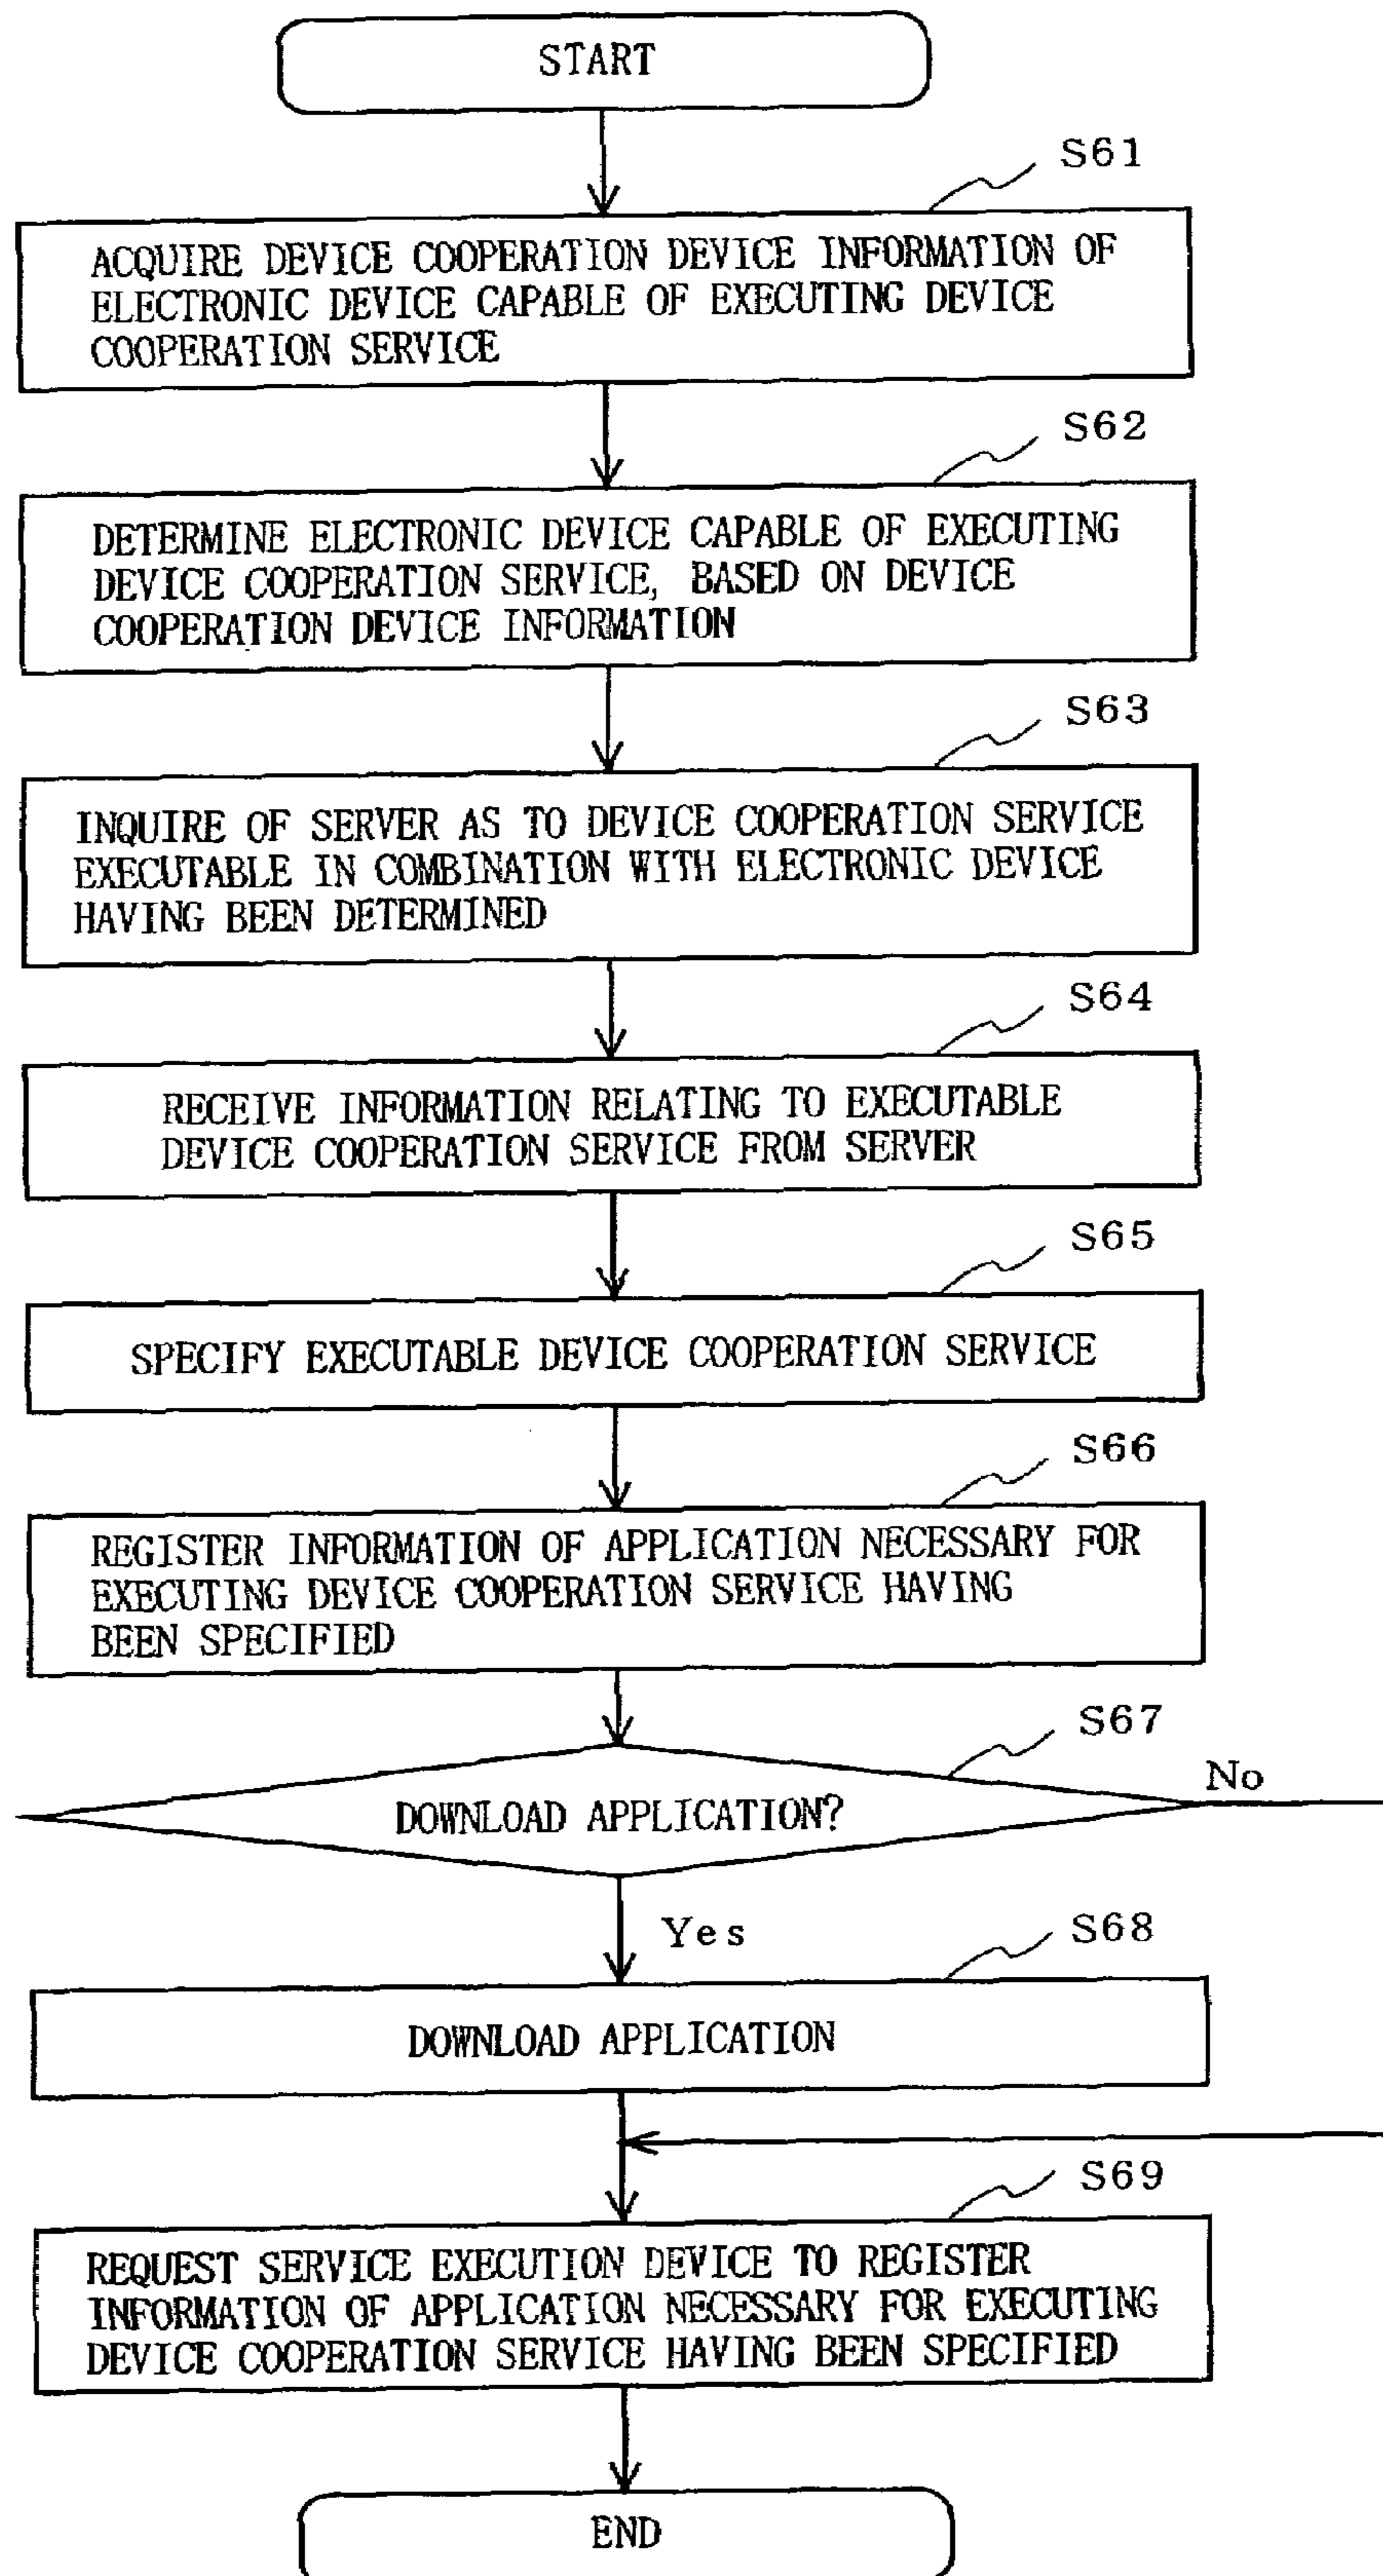 START
S61
ACQUIRE DEVICE COOPERATION DEVICE INFORMATION OF
ELECTRONIC DEVICE CAPABLE OF EXECUTING DEVICE
COOPERATION SERVICE
S62
DETERMINE ELECTRONIC DEVICE CAPABLE OF EXECUTING
DEVICE COOPERATION SERVICE, BASED ON DEVICE
COOPERATION DEVICE INFORMATION
S63
INQUIRE OF SERVER AS TO DEVICE COOPERATION SERVICE
EXECUTABLE IN COMBINATION WITH ELECTRONIC DEVICE
HAVING BEEN DETERMINED
S64
RECEIVE INFORMATION RELATING TO EXECUTABLE
DEVICE COOPERATION SERVICE FROM SERVER
S65
SPECIFY EXECUTABLE DEVICE COOPERATION SERVICE
S66
REGISTER INFORMATION OF APPLICATION NECESSARY FOR
EXECUTING DEVICE COOPERATION SERVICE HAVING
BEEN SPECIFIED
S67
No
DOWNLOAD APPLICATION?
Yes
S68
DOWNLOAD APPLICATION
S69
REQUEST SERVICE EXECUTION DEVICE TO REGISTER
INFORMATION OF APPLICATION NECESSARY FOR EXECUTING
DEVICE COOPERATION SERVICE HAVING BEEN SPECIFIED
END